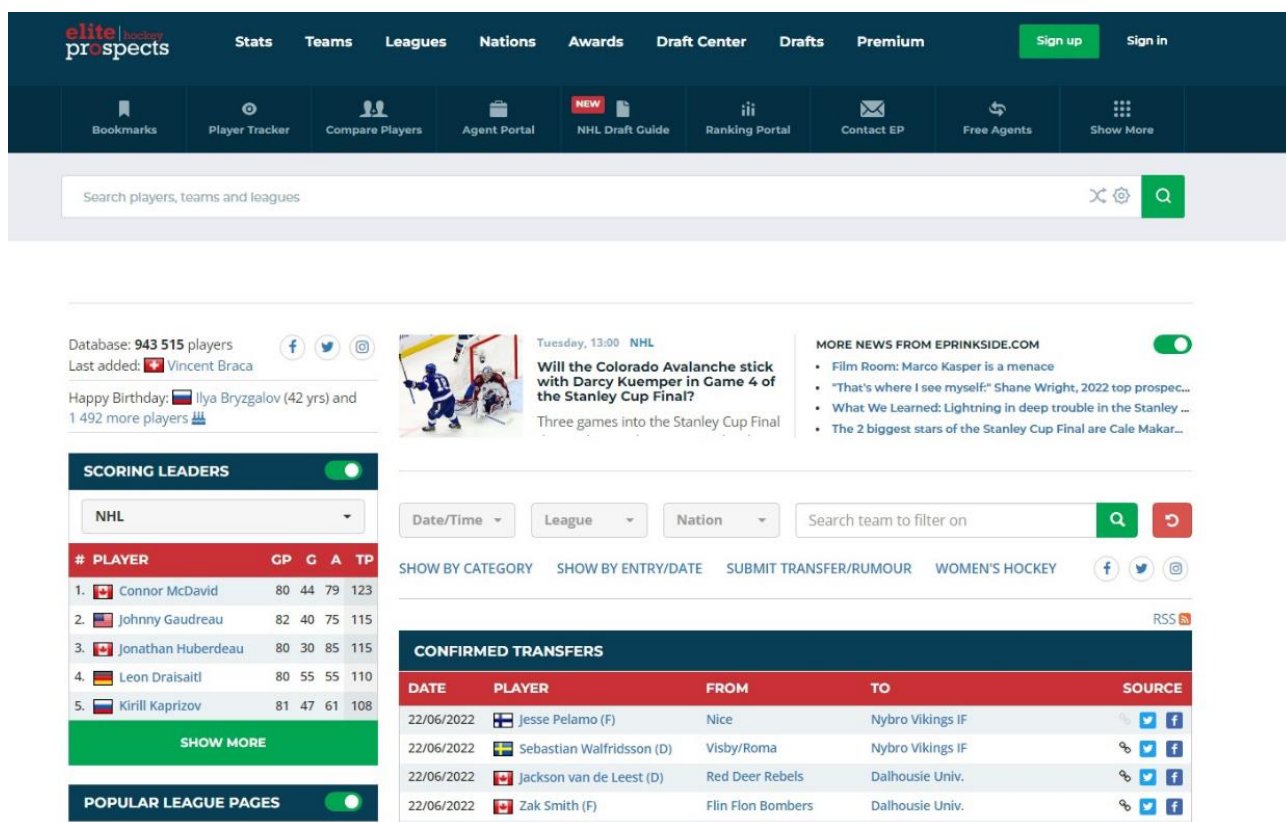 elite hockey
prospects
Stats Teams Leagues Nations Awards Draft Center Drafts Premium Sign up Sign in
NEW
Bookmarks Player Tracker Compare Players Agent Portal NHL Draft Guide Ranking Portal Contact EP Free Agents Show More
Search players, teams and leagues
Database: 943 515 players
Last added: Vincent Braca
Happy Birthday: Ilya Bryzgalov (42 yrs) and
1 492 more players
Tuesday, 13:00 NHL
Will the Colorado Avalanche stick
with Darcy Kuemper in Game 4 of
the Stanley Cup Final?
Three games into the Stanley Cup Final
MORE NEWS FROM EPRINKSIDE.COM
• Film Room: Marco Kasper is a menace
• "That's where I see myself:" Shane Wright, 2022 top prospec...
• What We Learned: Lightning in deep trouble in the Stanley ...
• The 2 biggest stars of the Stanley Cup Final are Cale Makar...
SCORING LEADERS
NHL
# PLAYER GP G A TP
1. Connor McDavid 80 44 79 123
2. Johnny Gaudreau 82 40 75 115
3. Jonathan Huberdeau 80 30 85 115
4. Leon Draisaitl 80 55 55 110
5. Kirill Kaprizov 81 47 61 108
SHOW MORE
POPULAR LEAGUE PAGES
Date/Time League Nation Search team to filter on
SHOW BY CATEGORY SHOW BY ENTRY/DATE SUBMIT TRANSFER/RUMOUR WOMEN'S HOCKEY
RSS
CONFIRMED TRANSFERS
DATE PLAYER FROM TO SOURCE
22/06/2022 Jesse Pelamo (F) Nice Nybro Vikings IF
22/06/2022 Sebastian Walfridsson (D) Visby/Roma Nybro Vikings IF
22/06/2022 Jackson van de Leest (D) Red Deer Rebels Dalhousie Univ.
22/06/2022 Zak Smith (F) Flin Flon Bombers Dalhousie Univ.